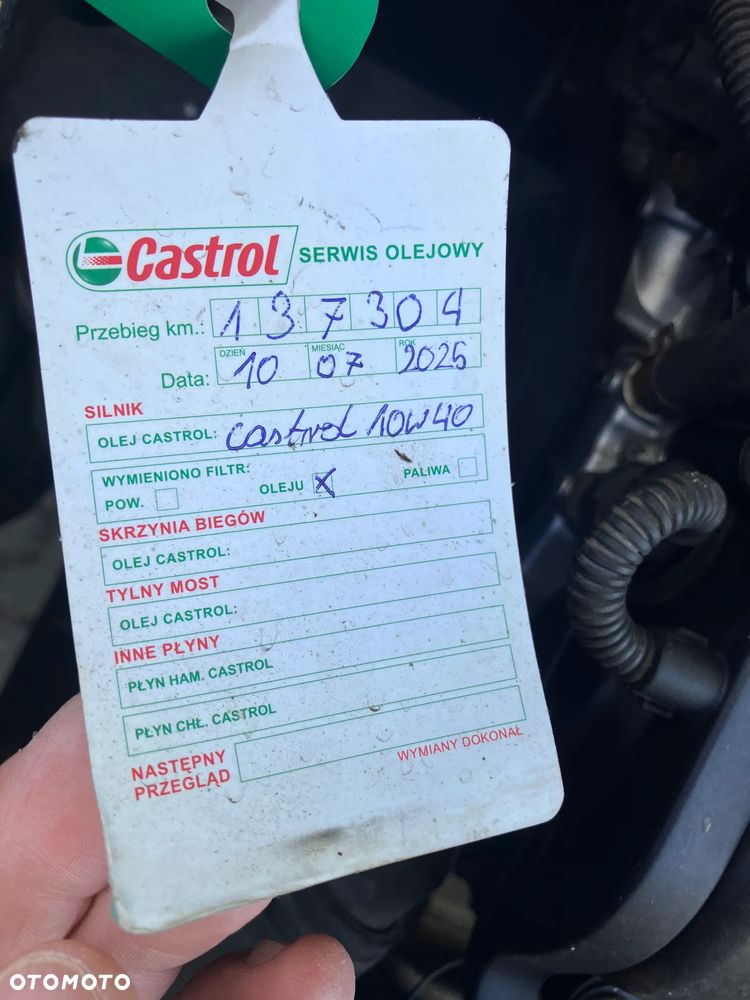 Castrol SERWIS OLEJOWY
Przebieg km.: 137304
DZIEŃ MIESIĄC ROK
Data: 10 07 2025
SILNIK
OLEJ CASTROL: castrol 10W40
WYMIENIONO FILTR:
POW. OLEJU X PALIWA
SKRZYNIA BIEGÓW
OLEJ CASTROL:
TYLNY MOST
OLEJ CASTROL:
INNE PŁYNY
PŁYN HAM. CASTROL
PŁYN CHŁ. CASTROL
NASTĘPNY
PRZEGLĄD
WYMIANY DOKONAŁ
OTOMOTO